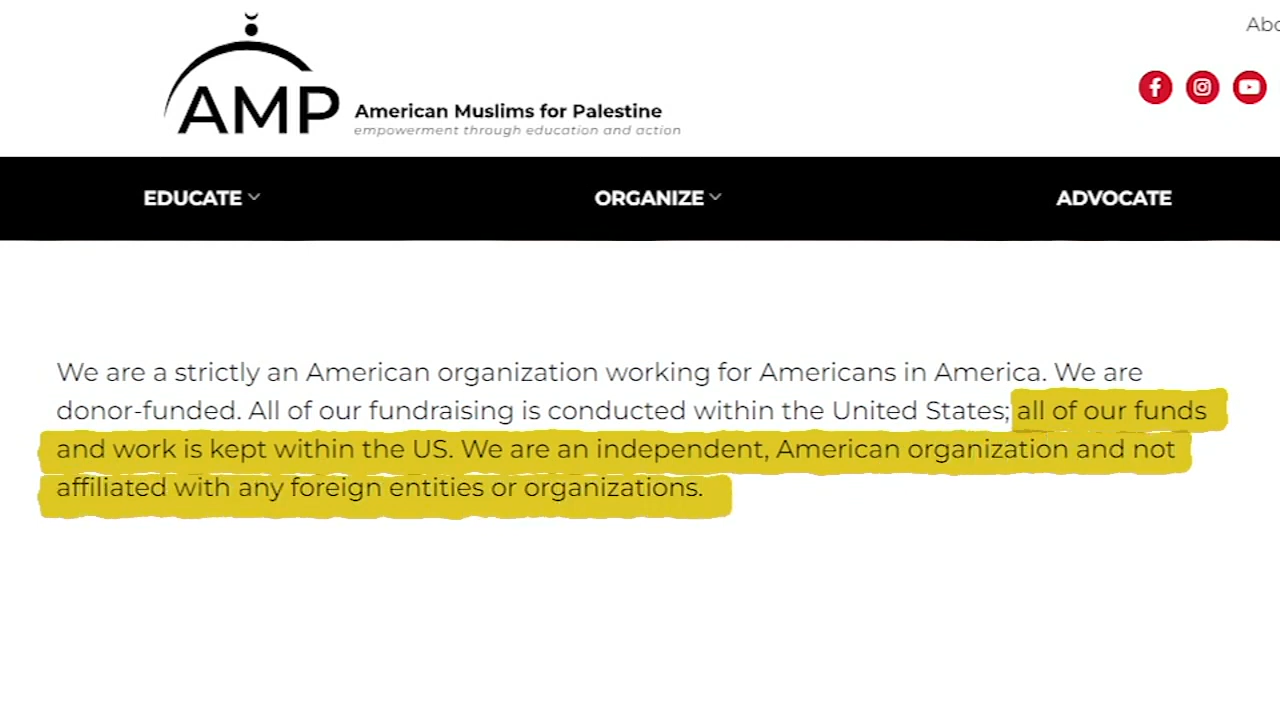 Abo
AMP
American Muslims for Palestine
empowerment through education and action
EDUCATE
ORGANIZE
ADVOCATE
We are a strictly an American organization working for Americans in America. We are
donor-funded. All of our fundraising is conducted within the United States; all of our funds
and work is kept within the US. We are an independent, American organization and not
affiliated with any foreign entities or organizations.